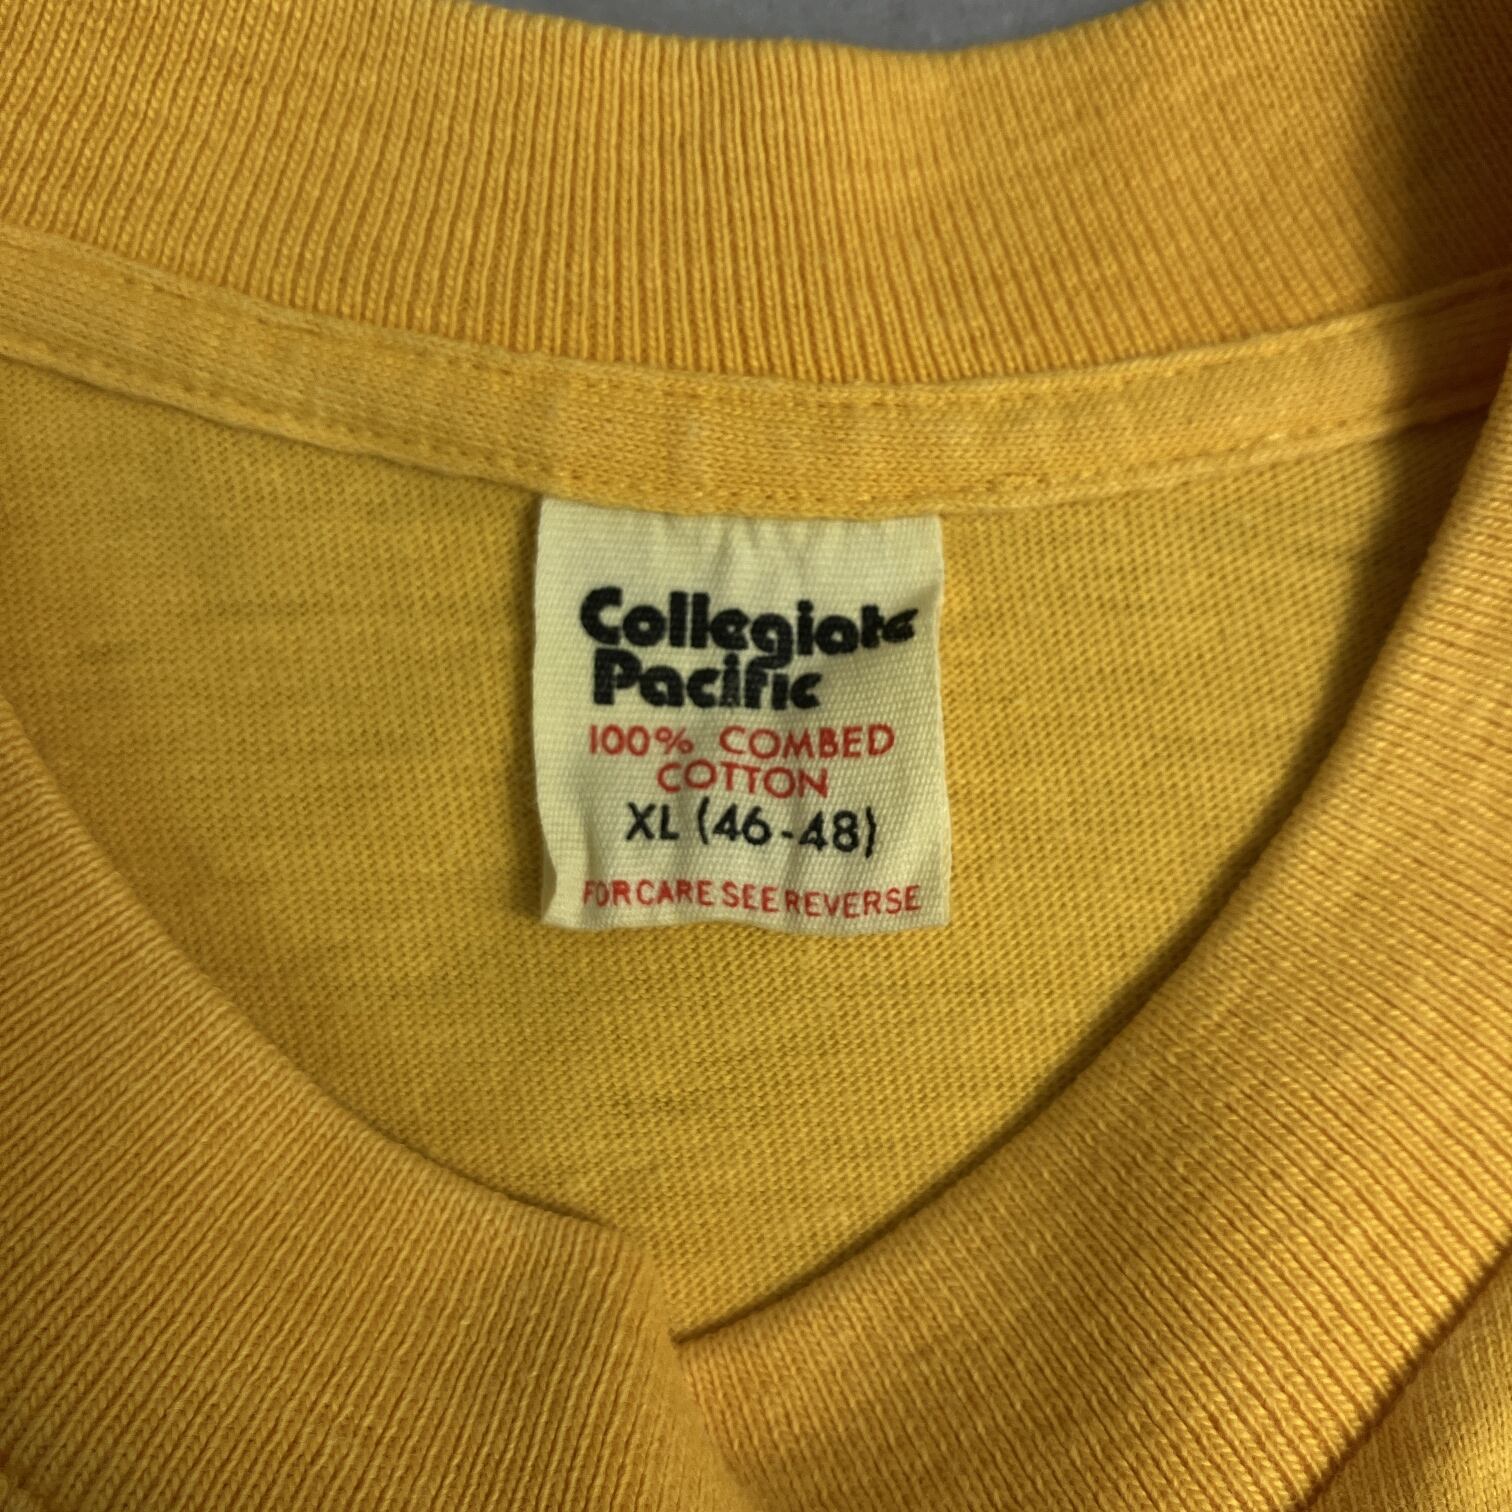 Collegiate
Pacific
100% COMBED
COTTON
XL (46-48)
FOR CARE SEE REVERSE